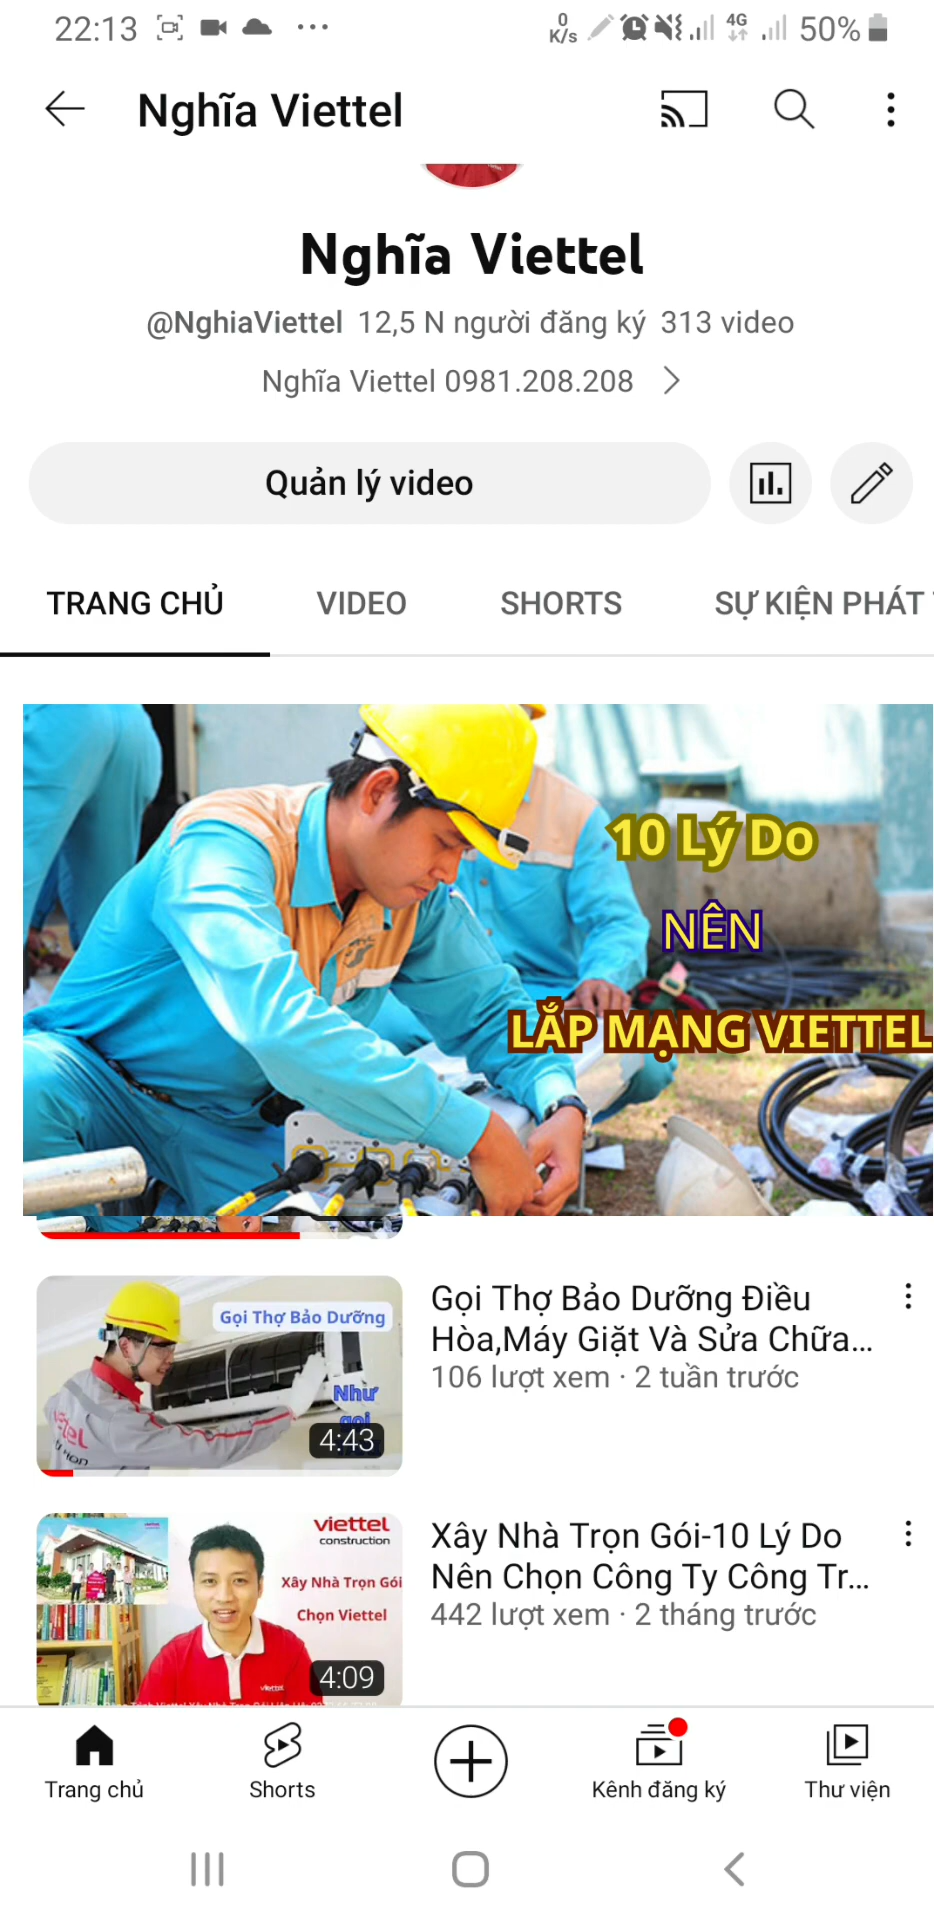 22:13
0
K/s
4G
50%
Nghĩa Viettel
Nghĩa Viettel
@NghiaViettel 12,5 N người đăng ký 313 video
Nghĩa Viettel 0981.208.208
Quản lý video
TRANG CHỦ
VIDEO
SHORTS
SỰ KIỆN PHÁT
10 Lý Do
NÊN
LẮP MẠNG VIETTEL
Gọi Thợ Bảo Dưỡng
Như
gọi
4:43
Gọi Thợ Bảo Dưỡng Điều
Hòa,Máy Giặt Và Sửa Chữa...
106 lượt xem · 2 tuần trước
viettel
construction
Xây Nhà Trọn Gói
Chọn Viettel
viettel
4:09
Xây Nhà Trọn Gói-10 Lý Do
Nên Chọn Công Ty Công Tr...
442 lượt xem · 2 tháng trước
Trang chủ
Shorts
Kênh đăng ký
Thư viện